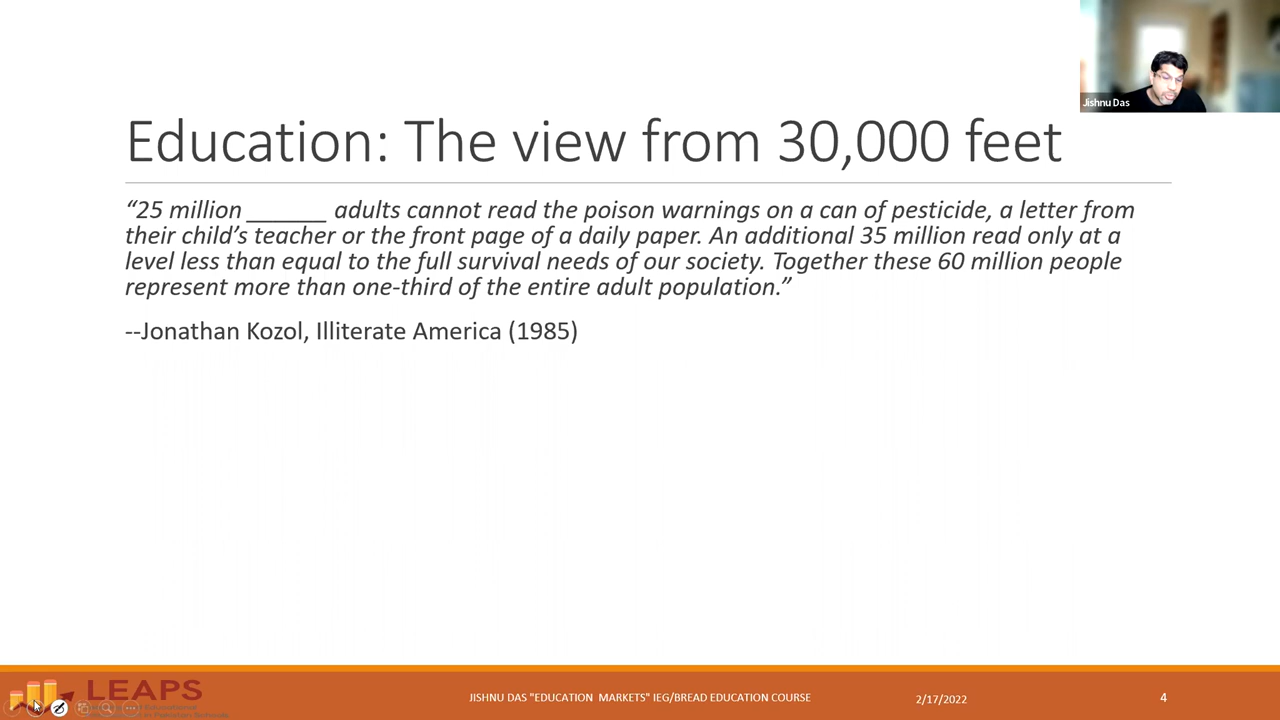 Jishnu Das
Education: The view from 30,000 feet
“25 million ______ adults cannot read the poison warnings on a can of pesticide, a letter from
their child’s teacher or the front page of a daily paper. An additional 35 million read only at a
level less than equal to the full survival needs of our society. Together these 60 million people
represent more than one-third of the entire adult population.”
--Jonathan Kozol, Illiterate America (1985)
LEAPS
JISHNU DAS "EDUCATION MARKETS" IEG/BREAD EDUCATION COURSE
2/17/2022
4